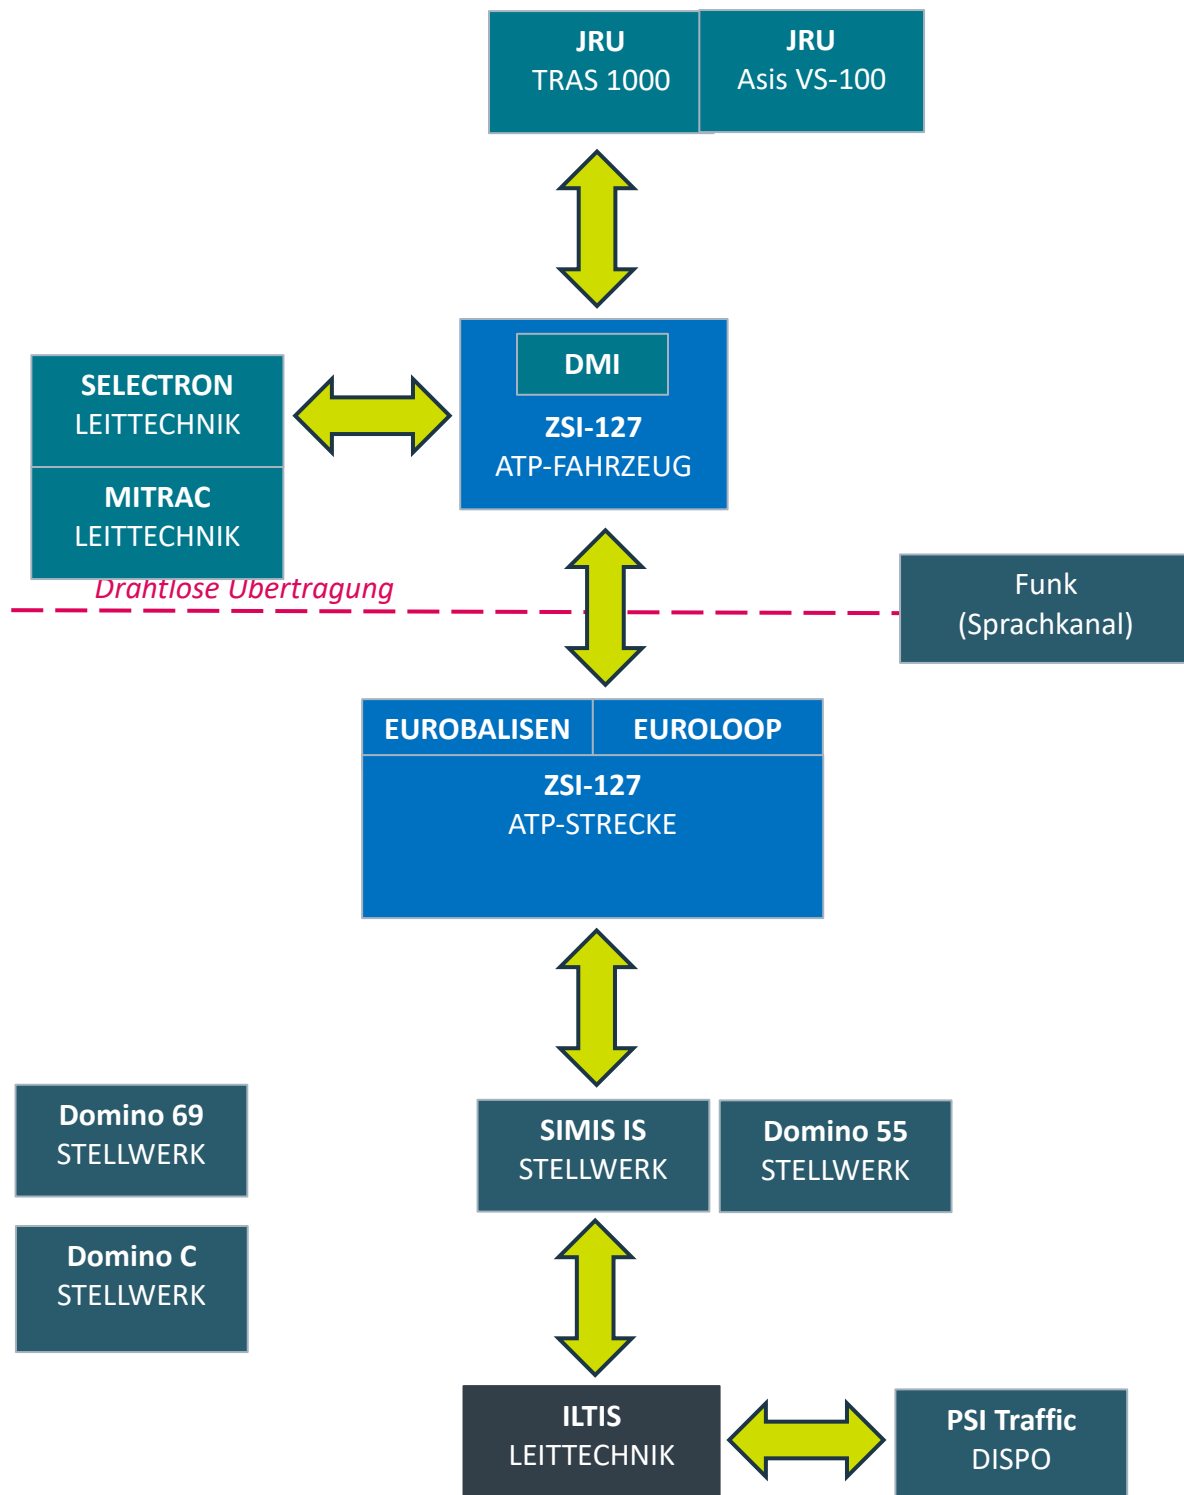 JRU
TRAS 1000
JRU
Asis VS-100
DMI
ZSI-127
ATP-FAHRZEUG
SELECTRON
LEITTECHNIK
MITRAC
LEITTECHNIK
Drahtlose Übertragung
Funk
(Sprachkanal)
EUROBALISEN
EUROLOOP
ZSI-127
ATP-STRECKE
Domino 69
STELLWERK
SIMIS IS
STELLWERK
Domino 55
STELLWERK
Domino C
STELLWERK
ILTIS
LEITTECHNIK
PSI Traffic
DISPO